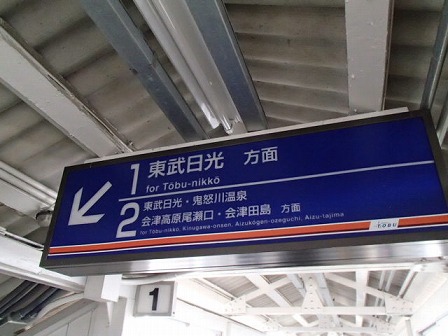 1 東武日光 方面
for Tōbu-nikkō
2 東武日光・鬼怒川温泉
会津高原尾瀬口・会津田島 方面
for Tōbu-nikkō, Kinugawa-onsen, Aizukōgen-ozeguchi, Aizu-tajima
TOBU
1